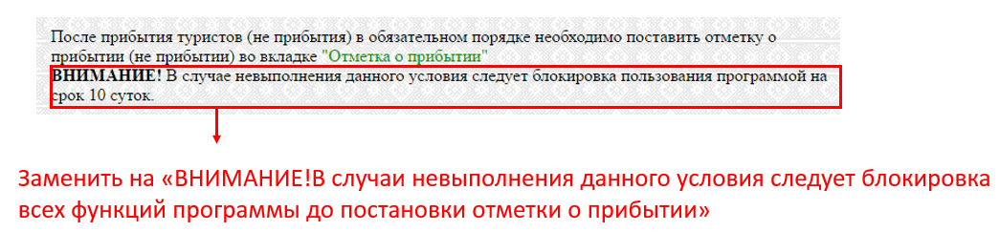 После прибытия туристов (не прибытия) в обязательном порядке необходимо поставить отметку о
прибытии (не прибытии) во вкладке "Отметка о прибытии"
ВНИМАНИЕ! В случае невыполнения данного условия следует блокировка пользования программой на
срок 10 суток.
Заменить на «ВНИМАНИЕ!В случаи невыполнения данного условия следует блокировка
всех функций программы до постановки отметки о прибытии»